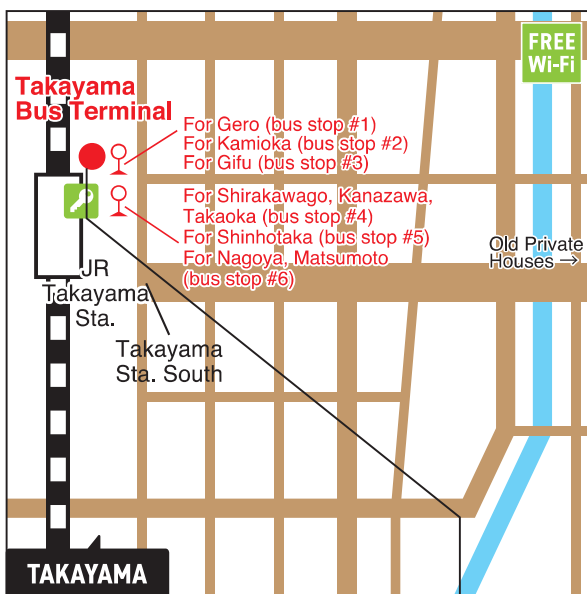 FREE
Wi-Fi
Takayama
Bus Terminal
For Gero (bus stop #1)
For Kamioka (bus stop #2)
For Gifu (bus stop #3)
For Shirakawago, Kanazawa,
Takaoka (bus stop #4)
For Shinhotaka (bus stop #5)
For Nagoya, Matsumoto
(bus stop #6)
Old Private
Houses →
JR
Takayama
Sta.
Takayama
Sta. South
TAKAYAMA